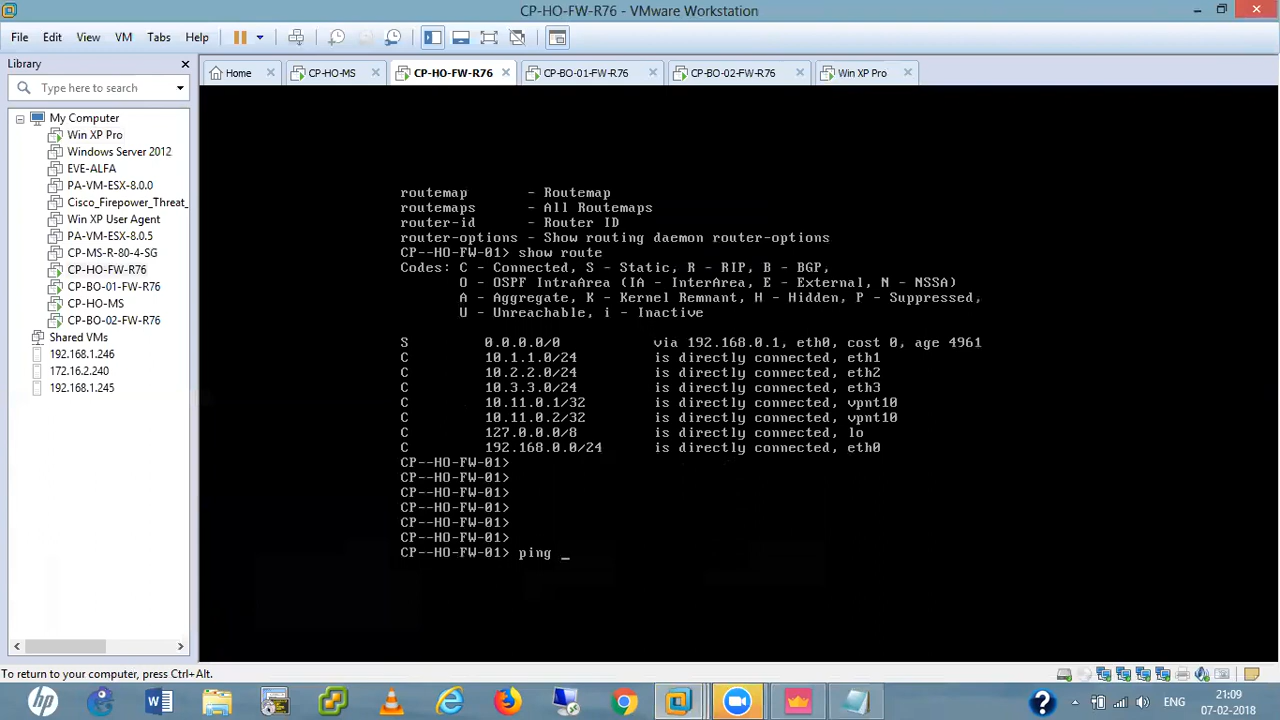 CP-HO-FW-R76 - VMware Workstation
File Edit View VM Tabs Help
Library
Type here to search
My Computer
Win XP Pro
Windows Server 2012
EVE-ALFA
PA-VM-ESX-8.0.0
Cisco_Firepower_Threat_
Win XP User Agent
PA-VM-ESX-8.0.5
CP-MS-R-80-4-SG
CP-HO-FW-R76
CP-BO-01-FW-R76
CP-HO-MS
CP-BO-02-FW-R76
Shared VMs
192.168.1.246
172.16.2.240
192.168.1.245
Home CP-HO-MS CP-HO-FW-R76 CP-BO-01-FW-R76 CP-BO-02-FW-R76 Win XP Pro
routemap - Routemap
routemaps - All Routemaps
router-id - Router ID
router-options - Show routing daemon router-options
CP--HO-FW-01> show route
Codes: C - Connected, S - Static, R - RIP, B - BGP,
O - OSPF IntraArea (IA - InterArea, E - External, N - NSSA)
A - Aggregate, K - Kernel Remnant, H - Hidden, P - Suppressed,
U - Unreachable, i - Inactive
S 0.0.0.0/0 via 192.168.0.1, eth0, cost 0, age 4961
C 10.1.1.0/24 is directly connected, eth1
C 10.2.2.0/24 is directly connected, eth2
C 10.3.3.0/24 is directly connected, eth3
C 10.11.0.1/32 is directly connected, vpnt10
C 10.11.0.2/32 is directly connected, vpnt10
C 127.0.0.0/8 is directly connected, lo
C 192.168.0.0/24 is directly connected, eth0
CP--HO-FW-01>
CP--HO-FW-01>
CP--HO-FW-01>
CP--HO-FW-01>
CP--HO-FW-01>
CP--HO-FW-01>
CP--HO-FW-01> ping _
To return to your computer, press Ctrl+Alt.
ENG
21:09
07-02-2018